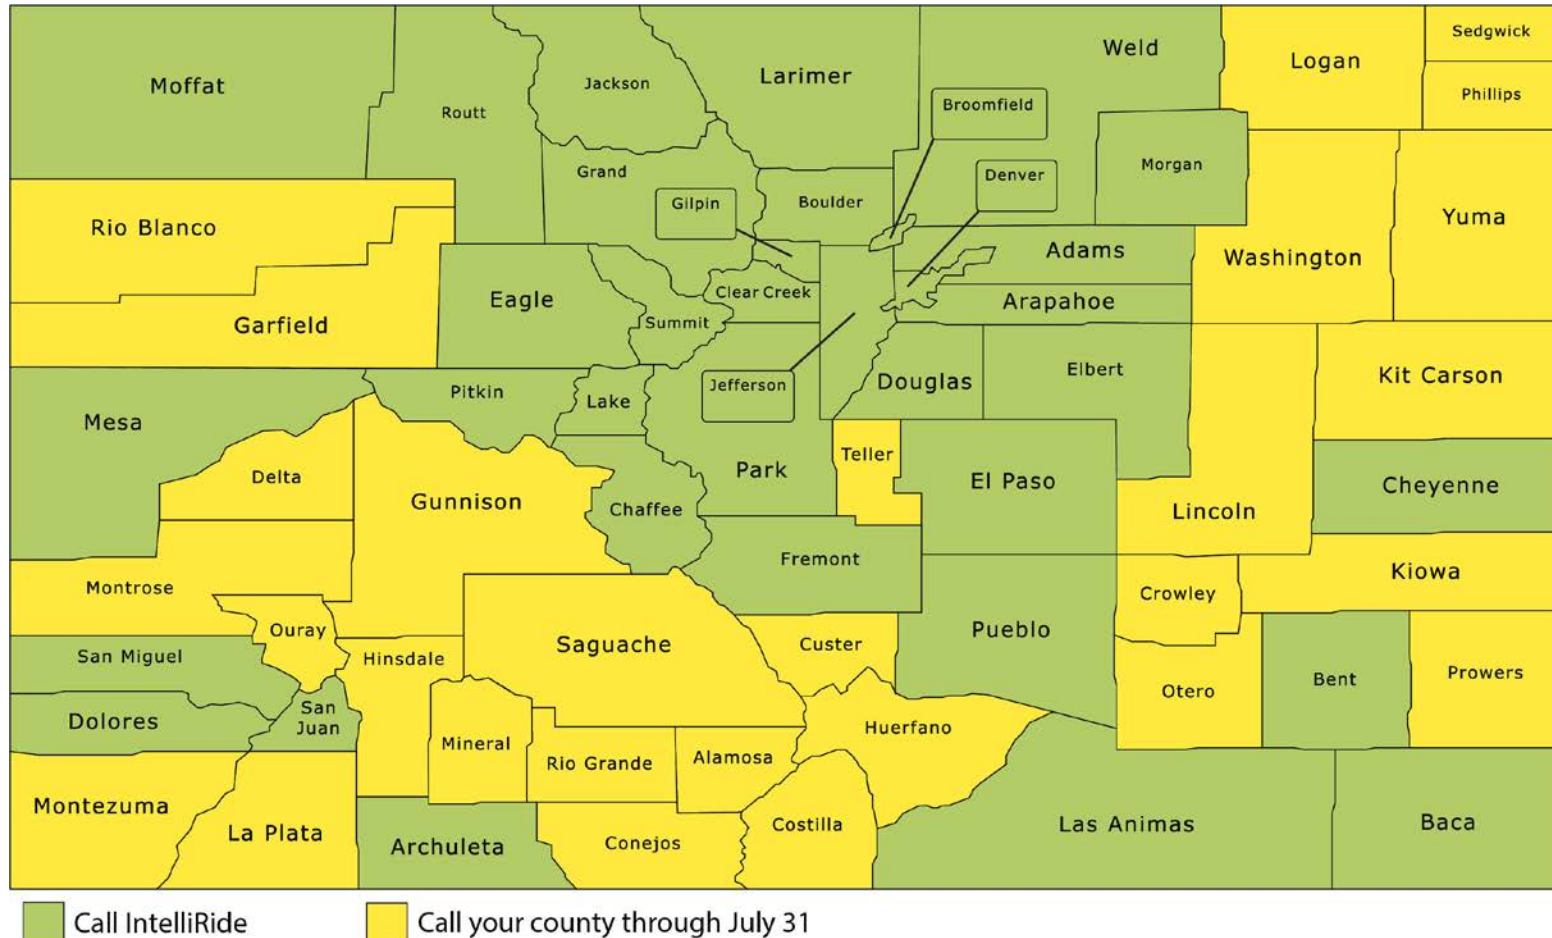 Moffat
Routt
Jackson
Larimer
Weld
Logan
Sedgwick
Phillips
Broomfield
Morgan
Grand
Denver
Gilpin
Boulder
Rio Blanco
Yuma
Adams
Washington
Eagle
Clear Creek
Arapahoe
Garfield
Summit
Pitkin
Lake
Jefferson
Douglas
Elbert
Kit Carson
Mesa
Delta
Gunnison
Chaffee
Park
Teller
El Paso
Lincoln
Cheyenne
Montrose
Fremont
Crowley
Kiowa
Ouray
San Miguel
Hinsdale
Saguache
Custer
Pueblo
Otero
Bent
Prowers
Dolores
San
Juan
Mineral
Rio Grande
Alamosa
Huerfano
Montezuma
La Plata
Archuleta
Conejos
Costilla
Las Animas
Baca
Call IntelliRide
Call your county through July 31